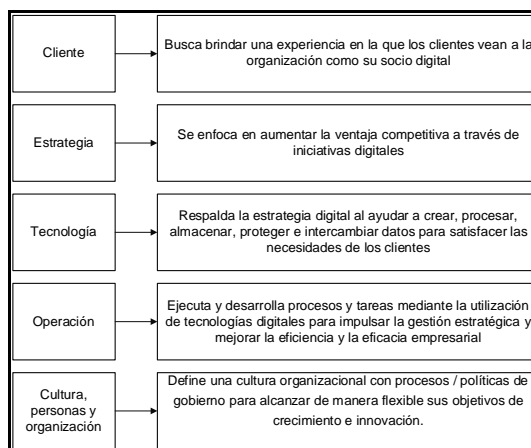 Cliente
Busca brindar una experiencia en la que los clientes vean a la
organización como su socio digital
Estrategia
Se enfoca en aumentar la ventaja competitiva a través de
iniciativas digitales
Tecnología
Respalda la estrategia digital al ayudar a crear, procesar,
almacenar, proteger e intercambiar datos para satisfacer las
necesidades de los clientes
Operación
Ejecuta y desarrolla procesos y tareas mediante la utilización
de tecnologías digitales para impulsar la gestión estratégica y
mejorar la eficiencia y la eficacia empresarial
Cultura,
personas y
organización
Define una cultura organizacional con procesos / políticas de
gobierno para alcanzar de manera flexible sus objetivos de
crecimiento e innovación.